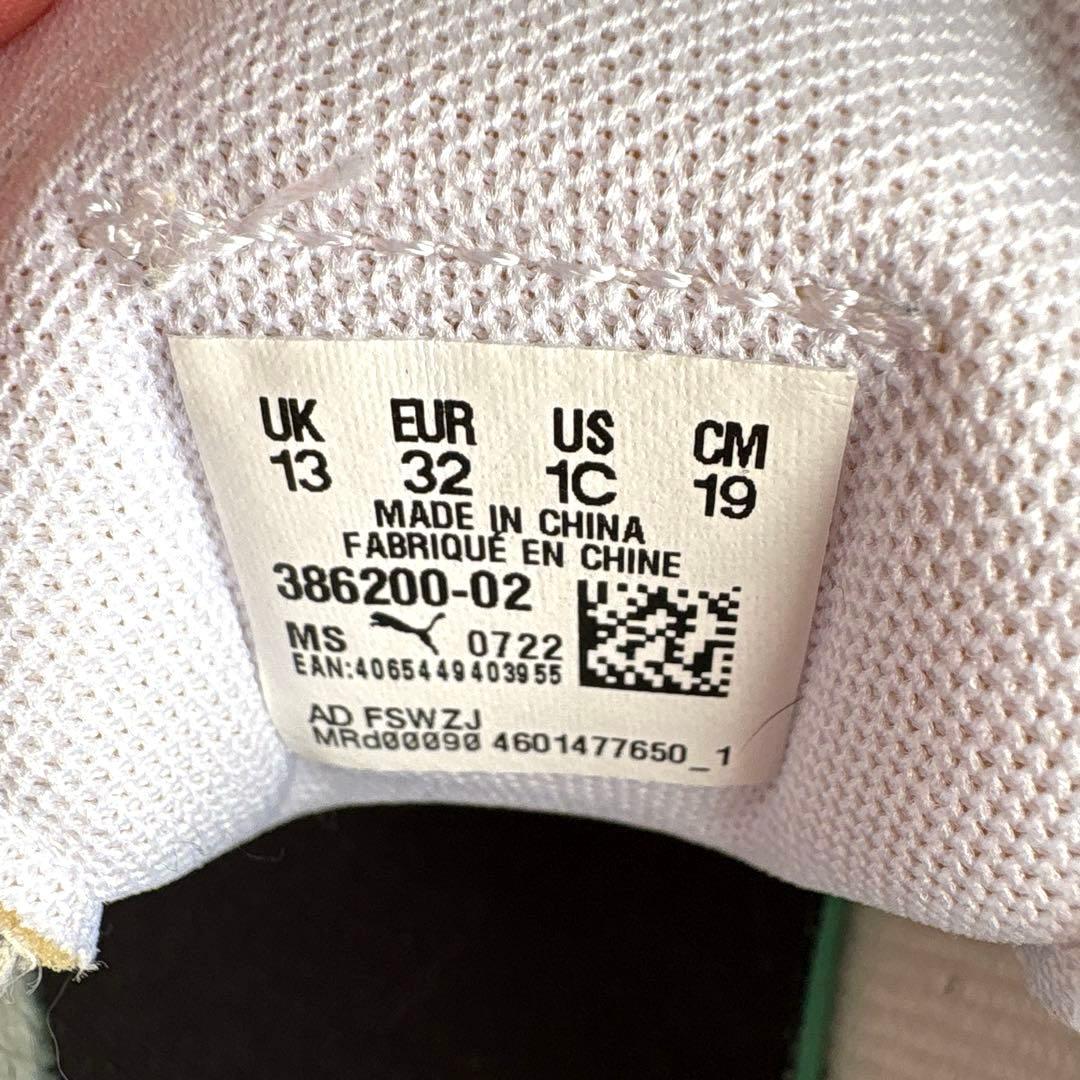 UK EUR US CM
13 32 1C 19
MADE IN CHINA
FABRIQUÉ EN CHINE
386200-02
MS 0722
EAN:4065449403955
AD FSWZJ
MRd00090 4601477650_1